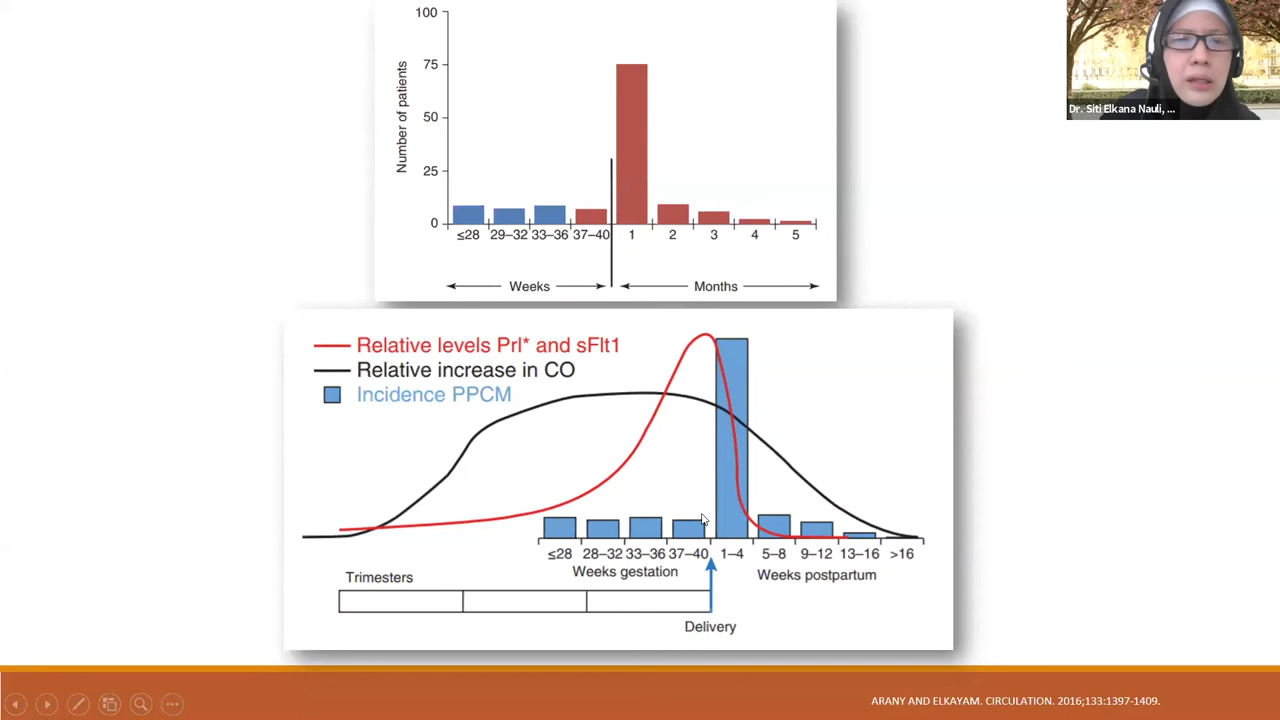 100
75
50
25
0
Number of patients
≤28 29–32 33–36 37–40 1 2 3 4 5
Weeks Months
Dr. Siti Elkana Nauli, ...
Relative levels Prl* and sFlt1
Relative increase in CO
Incidence PPCM
≤28 28–32 33–36 37–40 1–4 5–8 9–12 13–16 >16
Weeks gestation Weeks postpartum
Trimesters
Delivery
ARANY AND ELKAYAM. CIRCULATION. 2016;133:1397-1409.